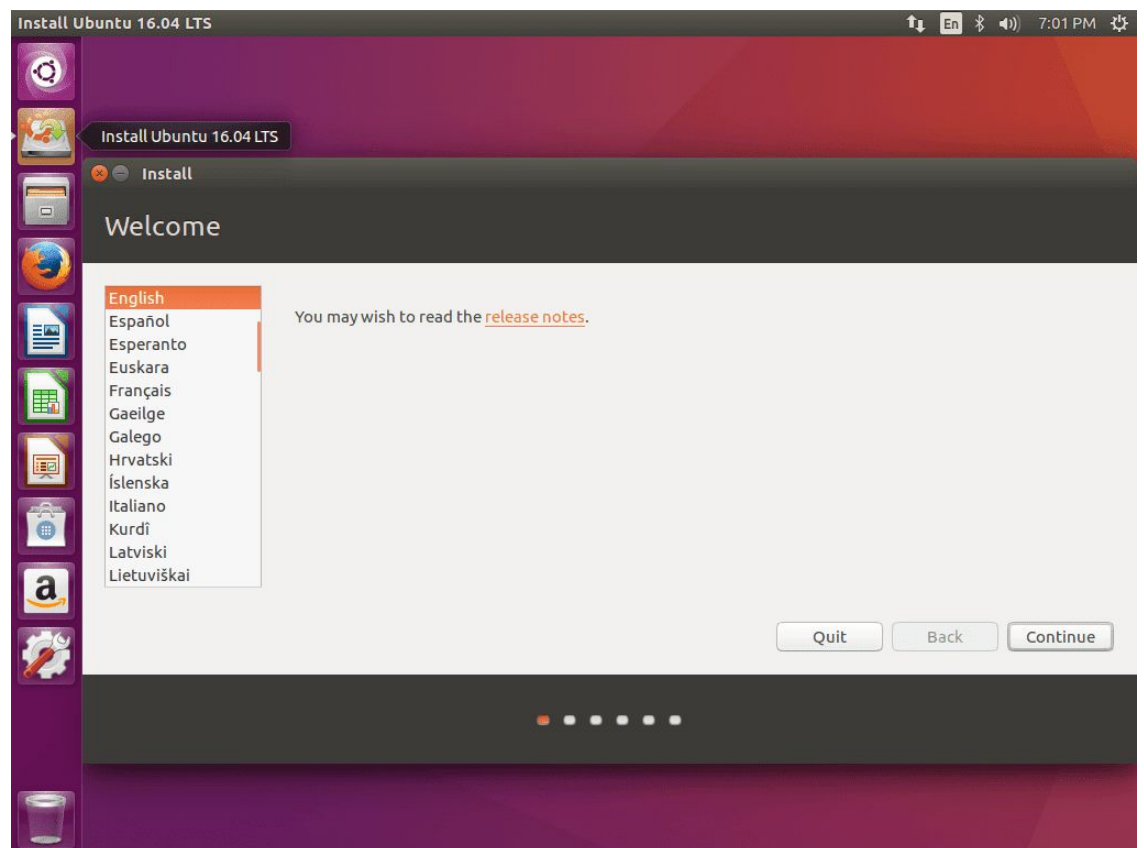 Install Ubuntu 16.04 LTS
En
7:01 PM
Install Ubuntu 16.04 LTS
Install
Welcome
English
Español
Esperanto
Euskara
Français
Gaeilge
Galego
Hrvatski
Íslenska
Italiano
Kurdî
Latviski
Lietuviškai
You may wish to read the release notes.
Quit
Back
Continue
a